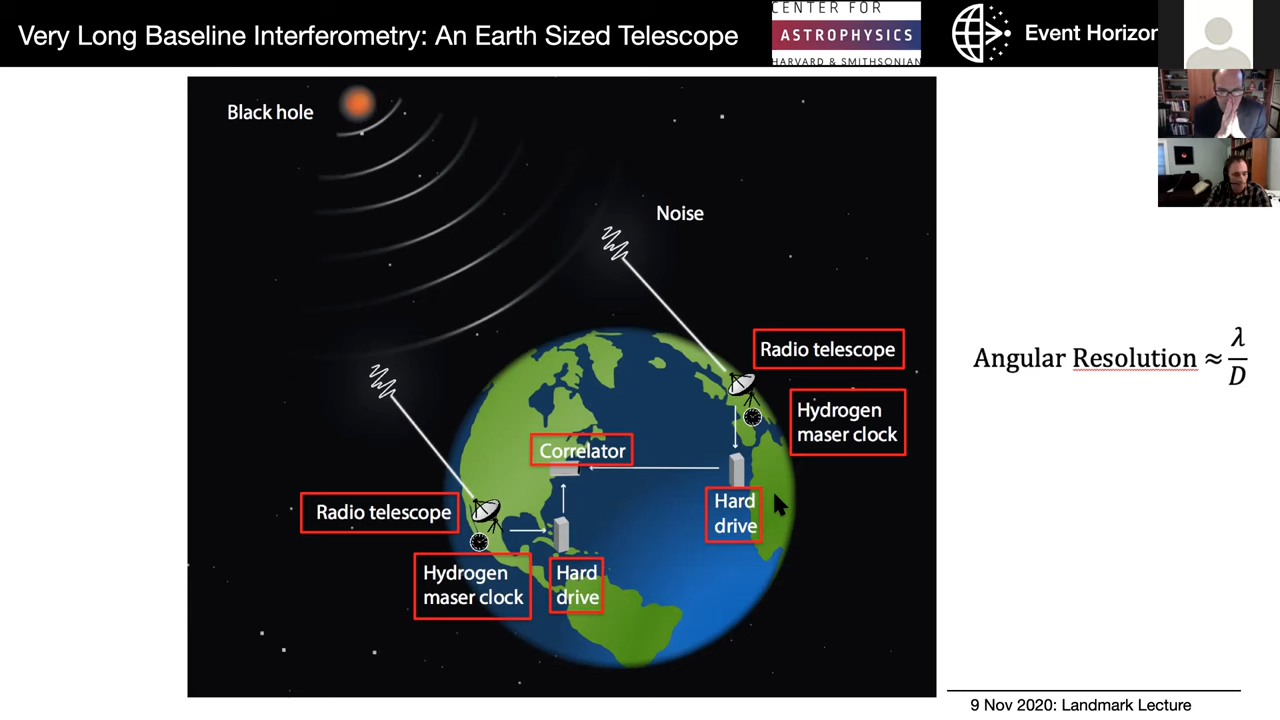 Very Long Baseline Interferometry: An Earth Sized Telescope
CENTER FOR
ASTROPHYSICS
HARVARD & SMITHSONIAN
Event Horizon
Black hole
Noise
Radio telescope
Hydrogen
maser clock
Correlator
Hard
drive
Radio telescope
Hydrogen
maser clock
Hard
drive
Angular Resolution ≈ λ/D
9 Nov 2020: Landmark Lecture